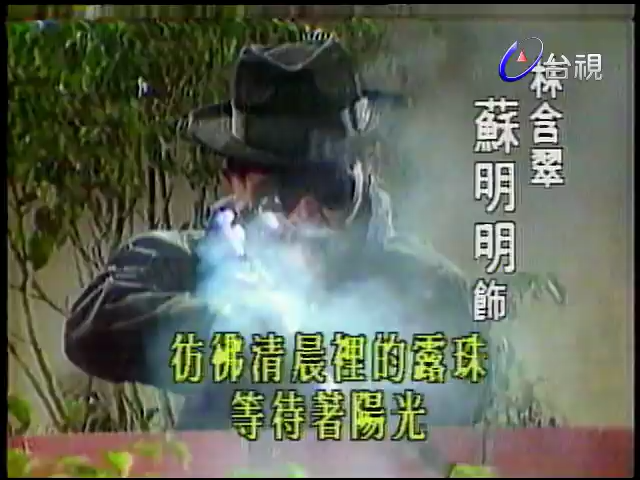 台視
林含翠
蘇明明飾
彷彿清晨裡的露珠
等待著陽光